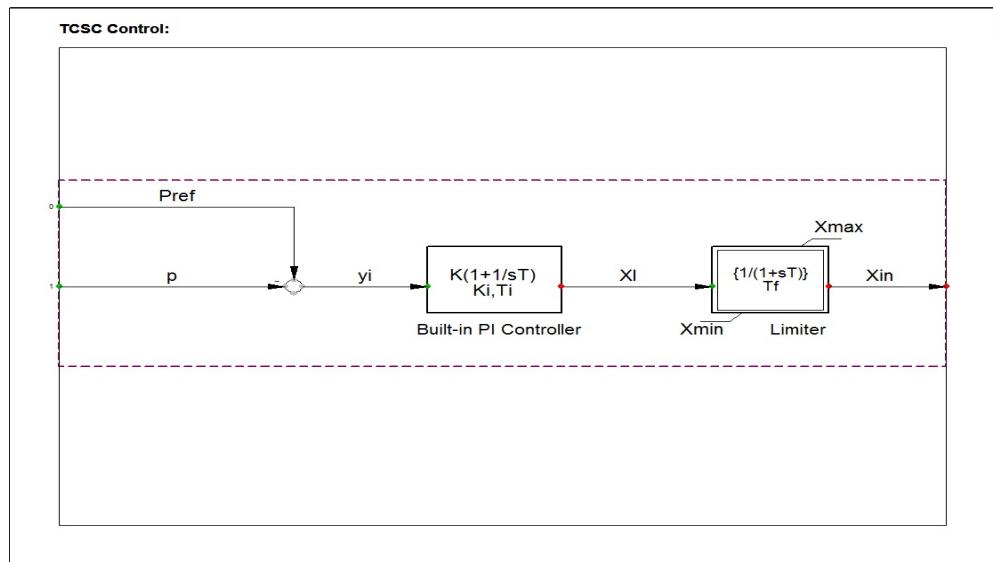 TCSC Control:
Pref
0
Xmax
p
-
yi
K(1+1/sT)
Ki,Ti
Xl
{1/(1+sT)}
Tf
Xin
1
Built-in PI Controller
Xmin
Limiter